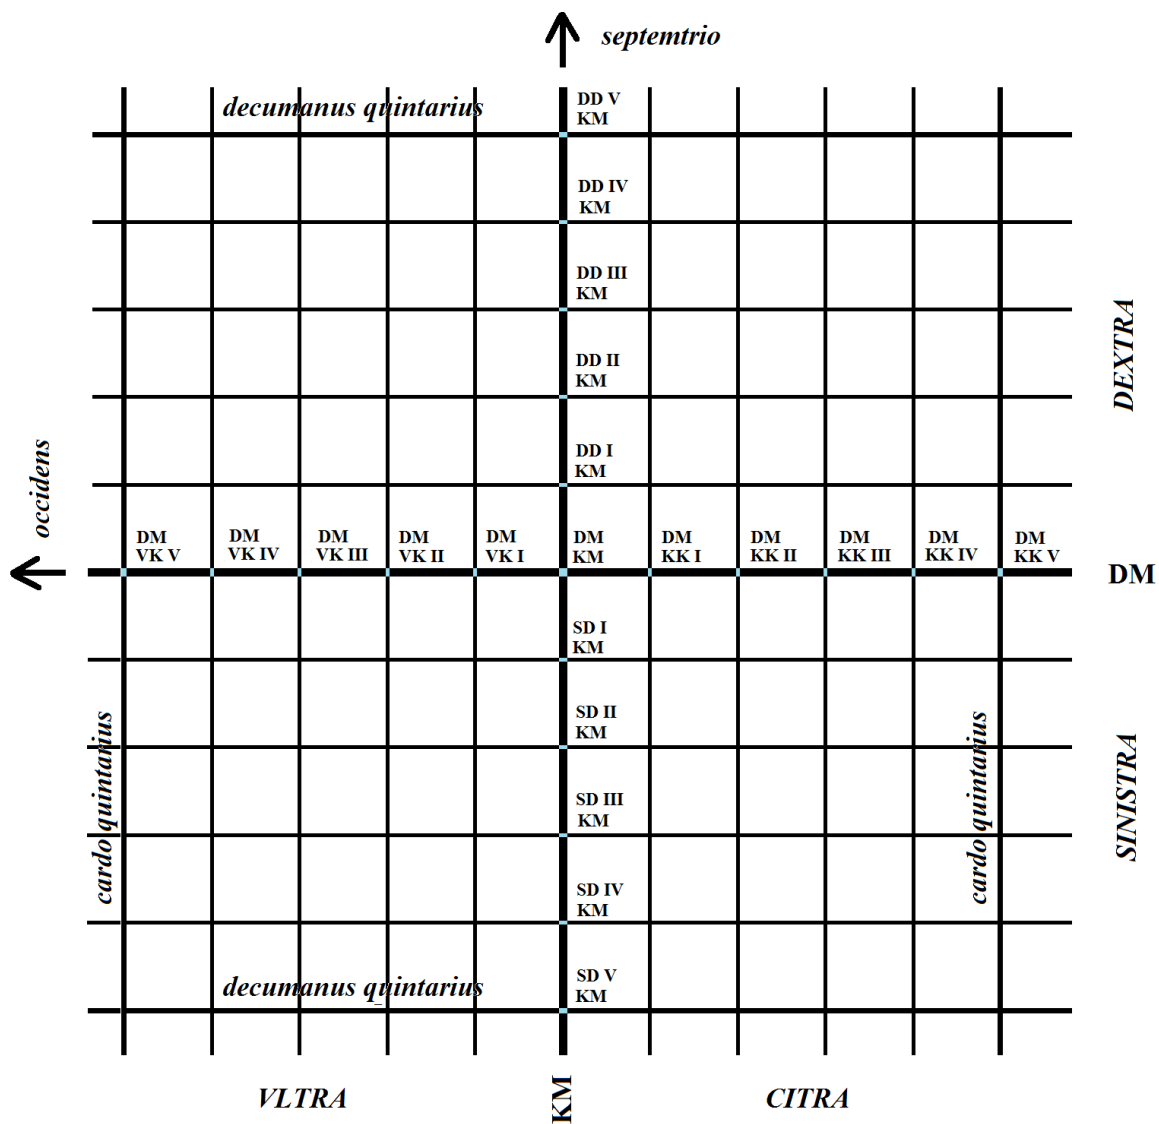 septemtrio
decumanus quintarius
DD V
KM
DD IV
KM
DD III
KM
DEXTRA
DD II
KM
DD I
KM
occidens
DM
VK V
DM
VK IV
DM
VK III
DM
VK II
DM
VK I
DM
KM
DM
KK I
DM
KK II
DM
KK III
DM
KK IV
DM
KK V
DM
SD I
KM
cardo quintarius
SD II
KM
cardo quintarius
SINISTRA
SD III
KM
SD IV
KM
decumanus quintarius
SD V
KM
VLTRA
KM
CITRA